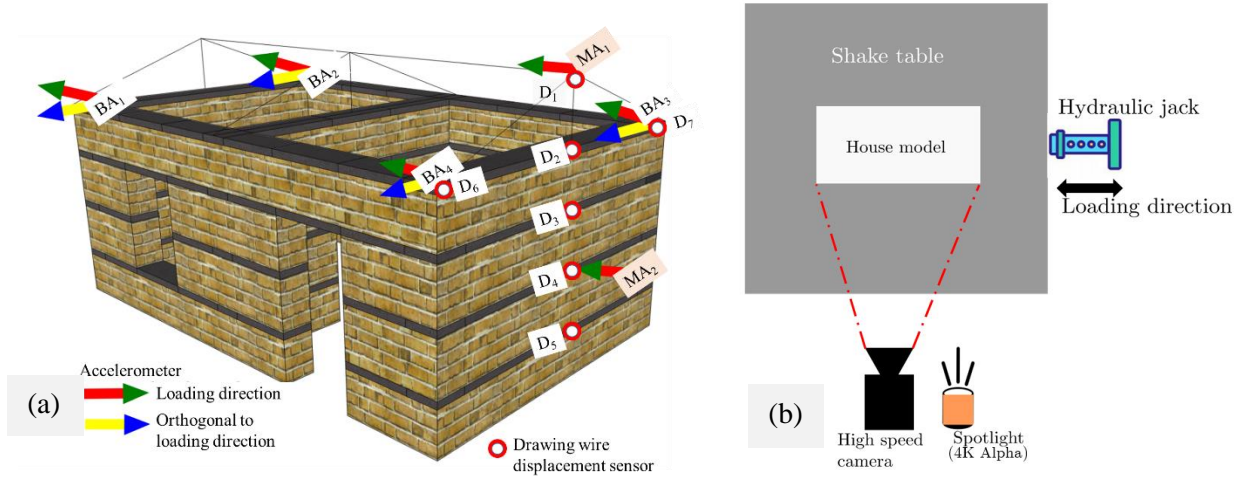 MA₁
BA₂
D₁
BA₁
BA₃
D₇
D₂
BA₄
D₆
D₃
D₄
MA₂
D₅
Accelerometer
Loading direction
Orthogonal to
loading direction
Drawing wire
displacement sensor
(a)
Shake table
Hydraulic jack
House model
Loading direction
(b)
High speed
camera
Spotlight
(4K Alpha)